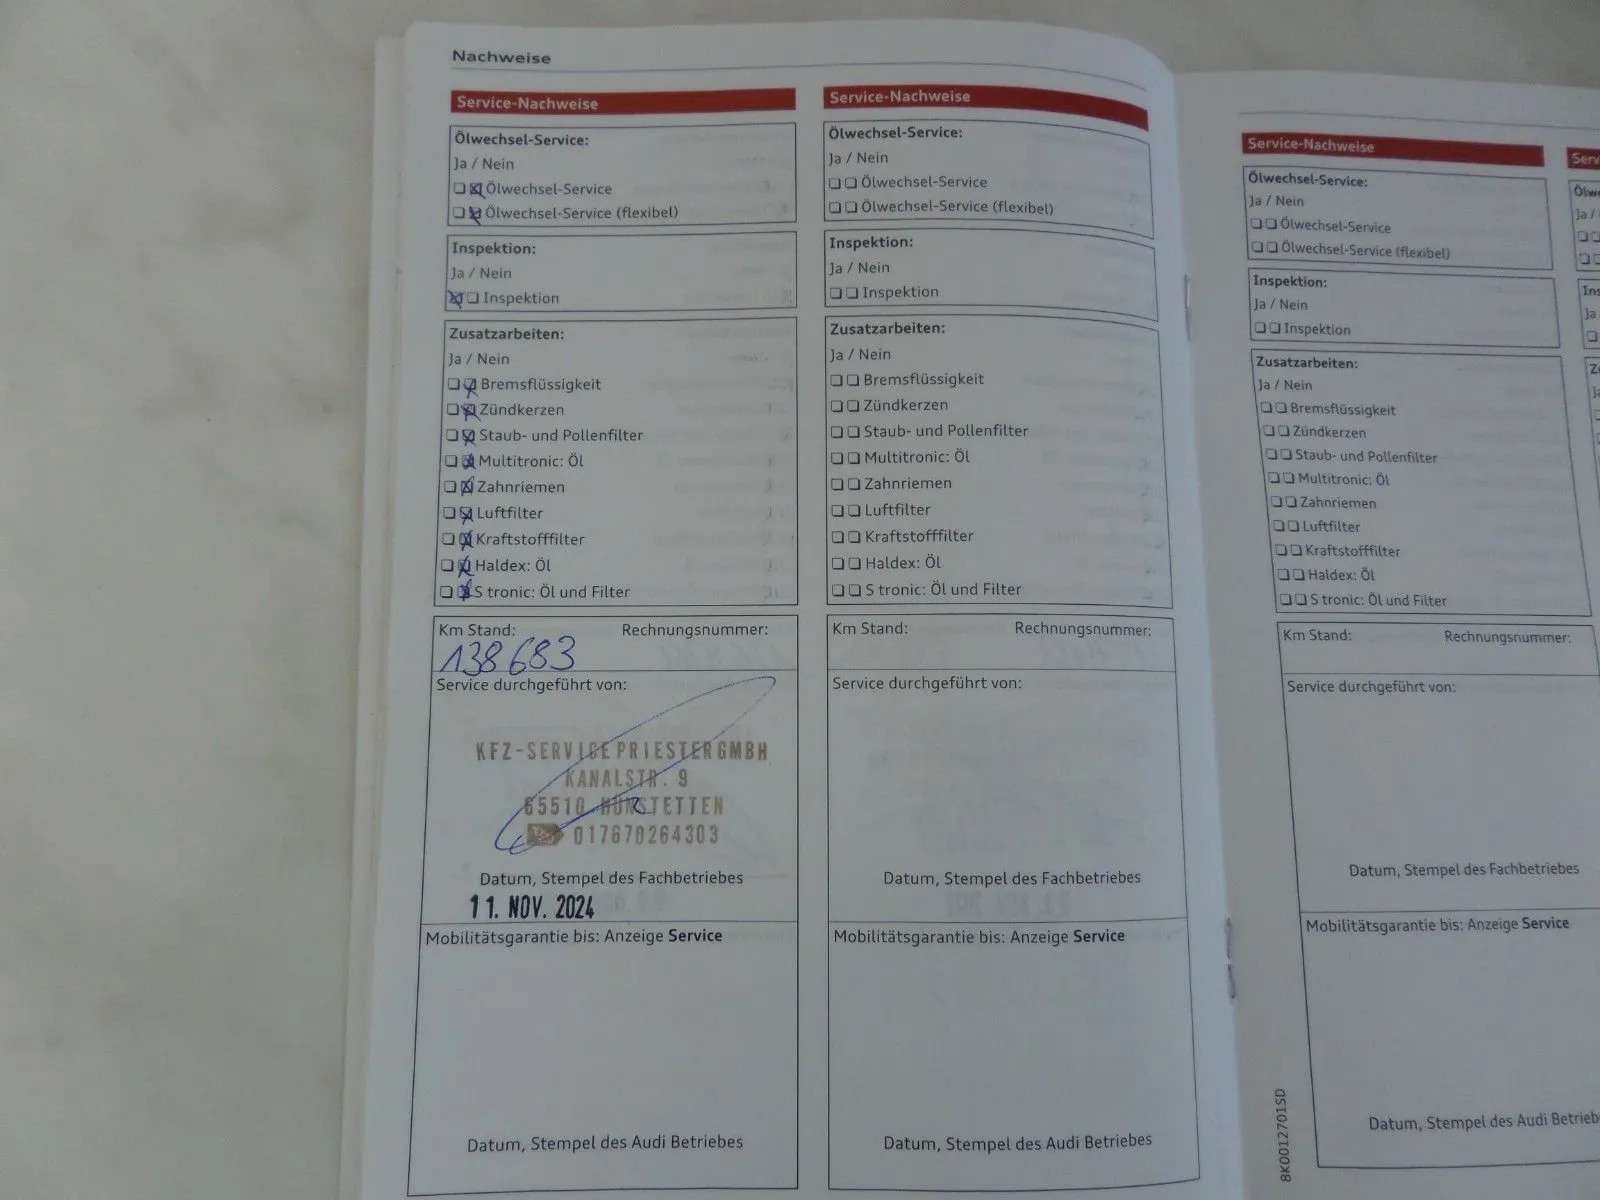 Nachweise
Service-Nachweise
Ölwechsel-Service:
Ja / Nein
Ölwechsel-Service
Ölwechsel-Service (flexibel)
Inspektion:
Ja / Nein
Inspektion
Zusatzarbeiten:
Ja / Nein
Bremsflüssigkeit
Zündkerzen
Staub- und Pollenfilter
Multitronic: Öl
Zahnriemen
Luftfilter
Kraftstofffilter
Haldex: Öl
S tronic: Öl und Filter
Km Stand: Rechnungsnummer:
138 683
Service durchgeführt von:
KFZ-SERVICE PRIESTER GMBH
KANALSTR. 9
65510 HÜNSTETTEN
017670264303
Datum, Stempel des Fachbetriebes
11. NOV. 2024
Mobilitätsgarantie bis: Anzeige Service
Datum, Stempel des Audi Betriebes
Service-Nachweise
Ölwechsel-Service:
Ja / Nein
Ölwechsel-Service
Ölwechsel-Service (flexibel)
Inspektion:
Ja / Nein
Inspektion
Zusatzarbeiten:
Ja / Nein
Bremsflüssigkeit
Zündkerzen
Staub- und Pollenfilter
Multitronic: Öl
Zahnriemen
Luftfilter
Kraftstofffilter
Haldex: Öl
S tronic: Öl und Filter
Km Stand: Rechnungsnummer:
Service durchgeführt von:
Datum, Stempel des Fachbetriebes
Mobilitätsgarantie bis: Anzeige Service
Datum, Stempel des Audi Betriebes
Service-Nachweise
Ölwechsel-Service:
Ja / Nein
Ölwechsel-Service
Ölwechsel-Service (flexibel)
Inspektion:
Ja / Nein
Inspektion
Zusatzarbeiten:
Ja / Nein
Bremsflüssigkeit
Zündkerzen
Staub- und Pollenfilter
Multitronic: Öl
Zahnriemen
Luftfilter
Kraftstofffilter
Haldex: Öl
S tronic: Öl und Filter
Km Stand: Rechnungsnummer:
Service durchgeführt von:
Datum, Stempel des Fachbetriebes
Mobilitätsgarantie bis: Anzeige Service
Datum, Stempel des Audi Betrieb
8K0012701SD